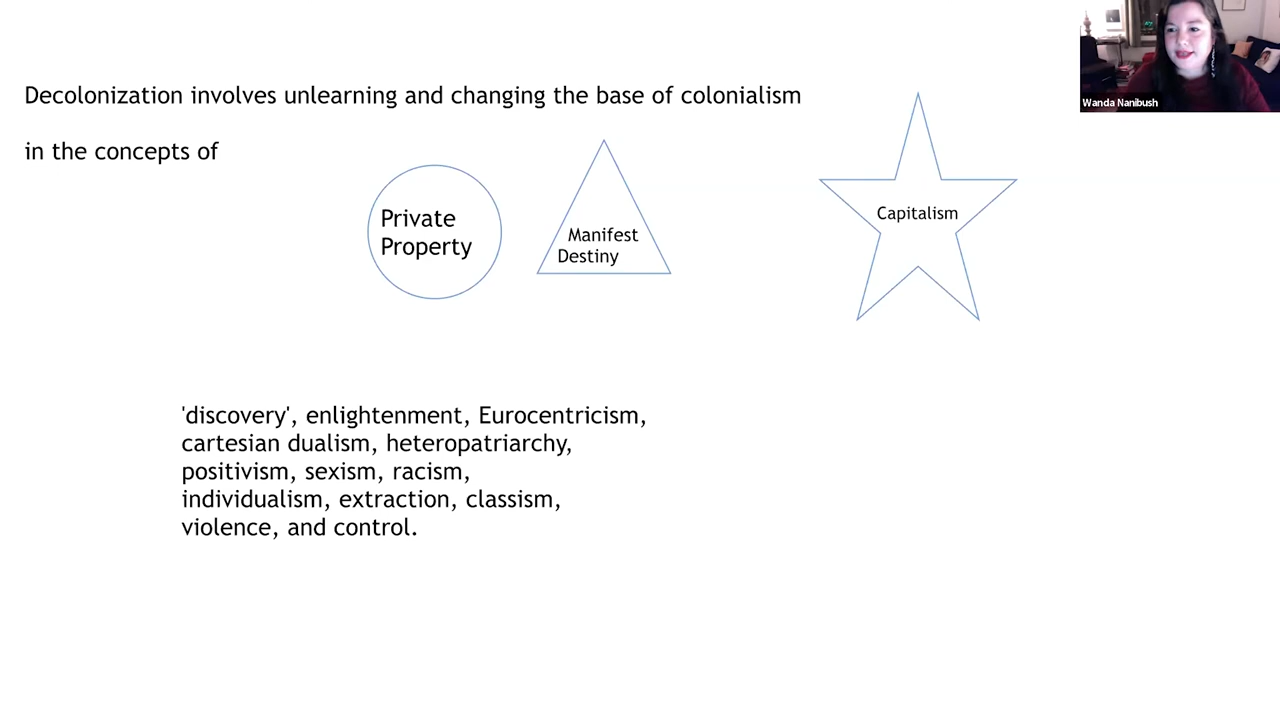 Decolonization involves unlearning and changing the base of colonialism
in the concepts of
Private
Property
Manifest
Destiny
Capitalism
'discovery', enlightenment, Eurocentricism,
cartesian dualism, heteropatriarchy,
positivism, sexism, racism,
individualism, extraction, classism,
violence, and control.
Wanda Nanibush